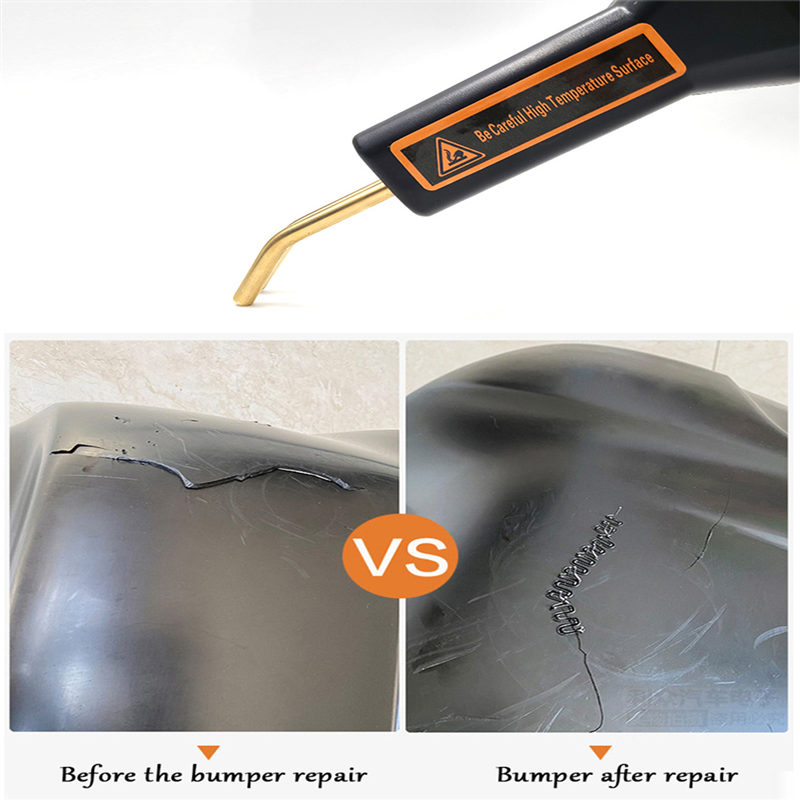 Be Careful High Temperature Surface
VS
Before the bumper repair
Bumper after repair